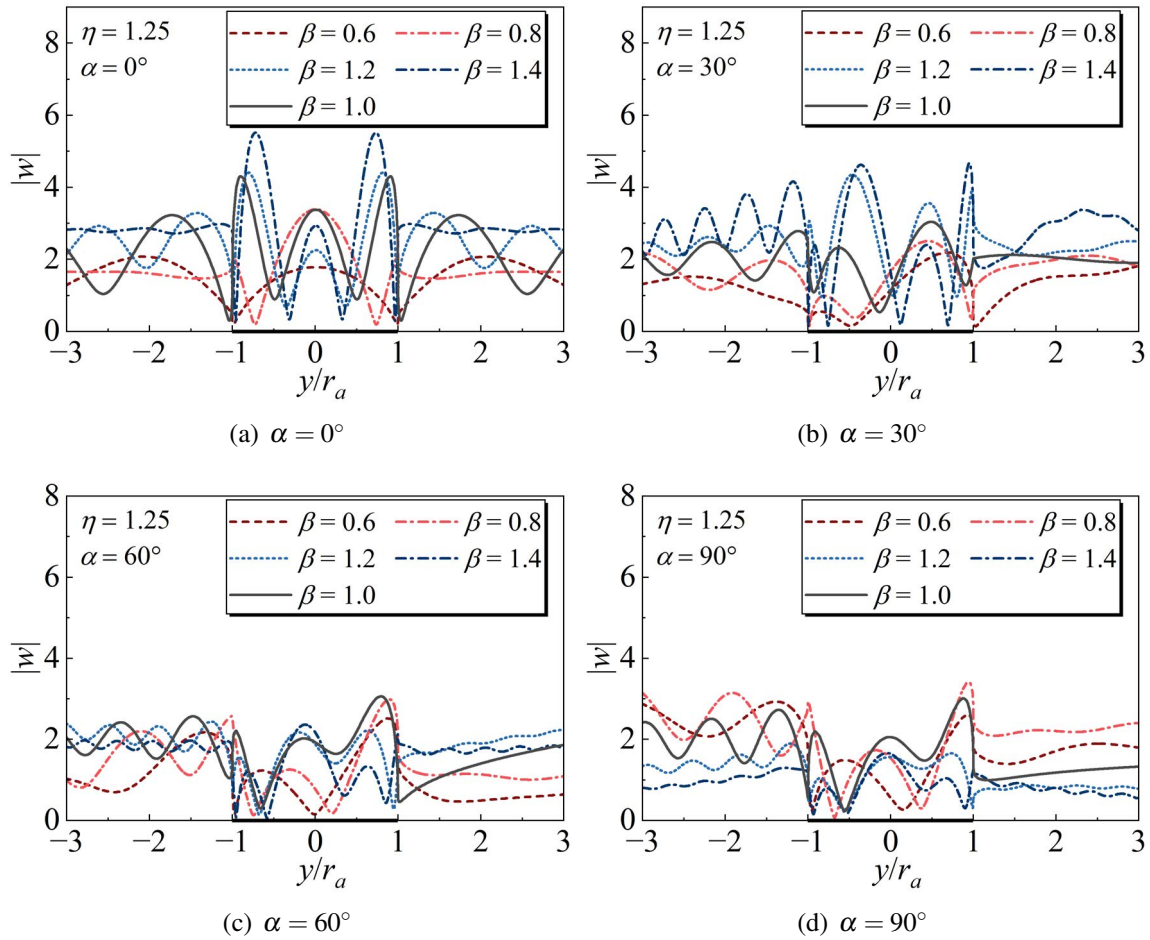 η = 1.25
α = 0°
β = 0.6
β = 0.8
β = 1.2
β = 1.4
β = 1.0
8
6
4
2
0
|w|
−3 −2 −1 0 1 2 3
y/rₐ
(a) α = 0°
η = 1.25
α = 30°
β = 0.6
β = 0.8
β = 1.2
β = 1.4
β = 1.0
8
6
4
2
0
|w|
−3 −2 −1 0 1 2 3
y/rₐ
(b) α = 30°
η = 1.25
α = 60°
β = 0.6
β = 0.8
β = 1.2
β = 1.4
β = 1.0
8
6
4
2
0
|w|
−3 −2 −1 0 1 2 3
y/rₐ
(c) α = 60°
η = 1.25
α = 90°
β = 0.6
β = 0.8
β = 1.2
β = 1.4
β = 1.0
8
6
4
2
0
|w|
−3 −2 −1 0 1 2 3
y/rₐ
(d) α = 90°